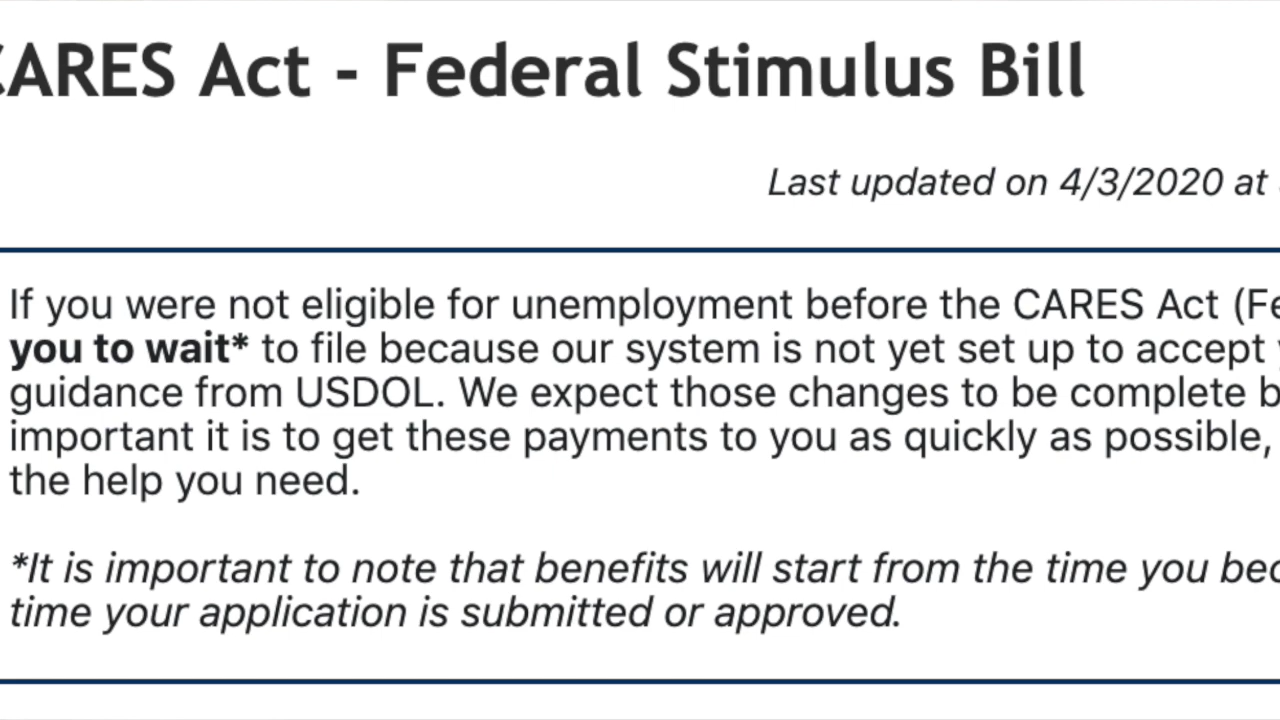 CARES Act - Federal Stimulus Bill
Last updated on 4/3/2020 at
If you were not eligible for unemployment before the CARES Act (Fe
you to wait* to file because our system is not yet set up to accept
guidance from USDOL. We expect those changes to be complete b
important it is to get these payments to you as quickly as possible,
the help you need.
*It is important to note that benefits will start from the time you bec
time your application is submitted or approved.